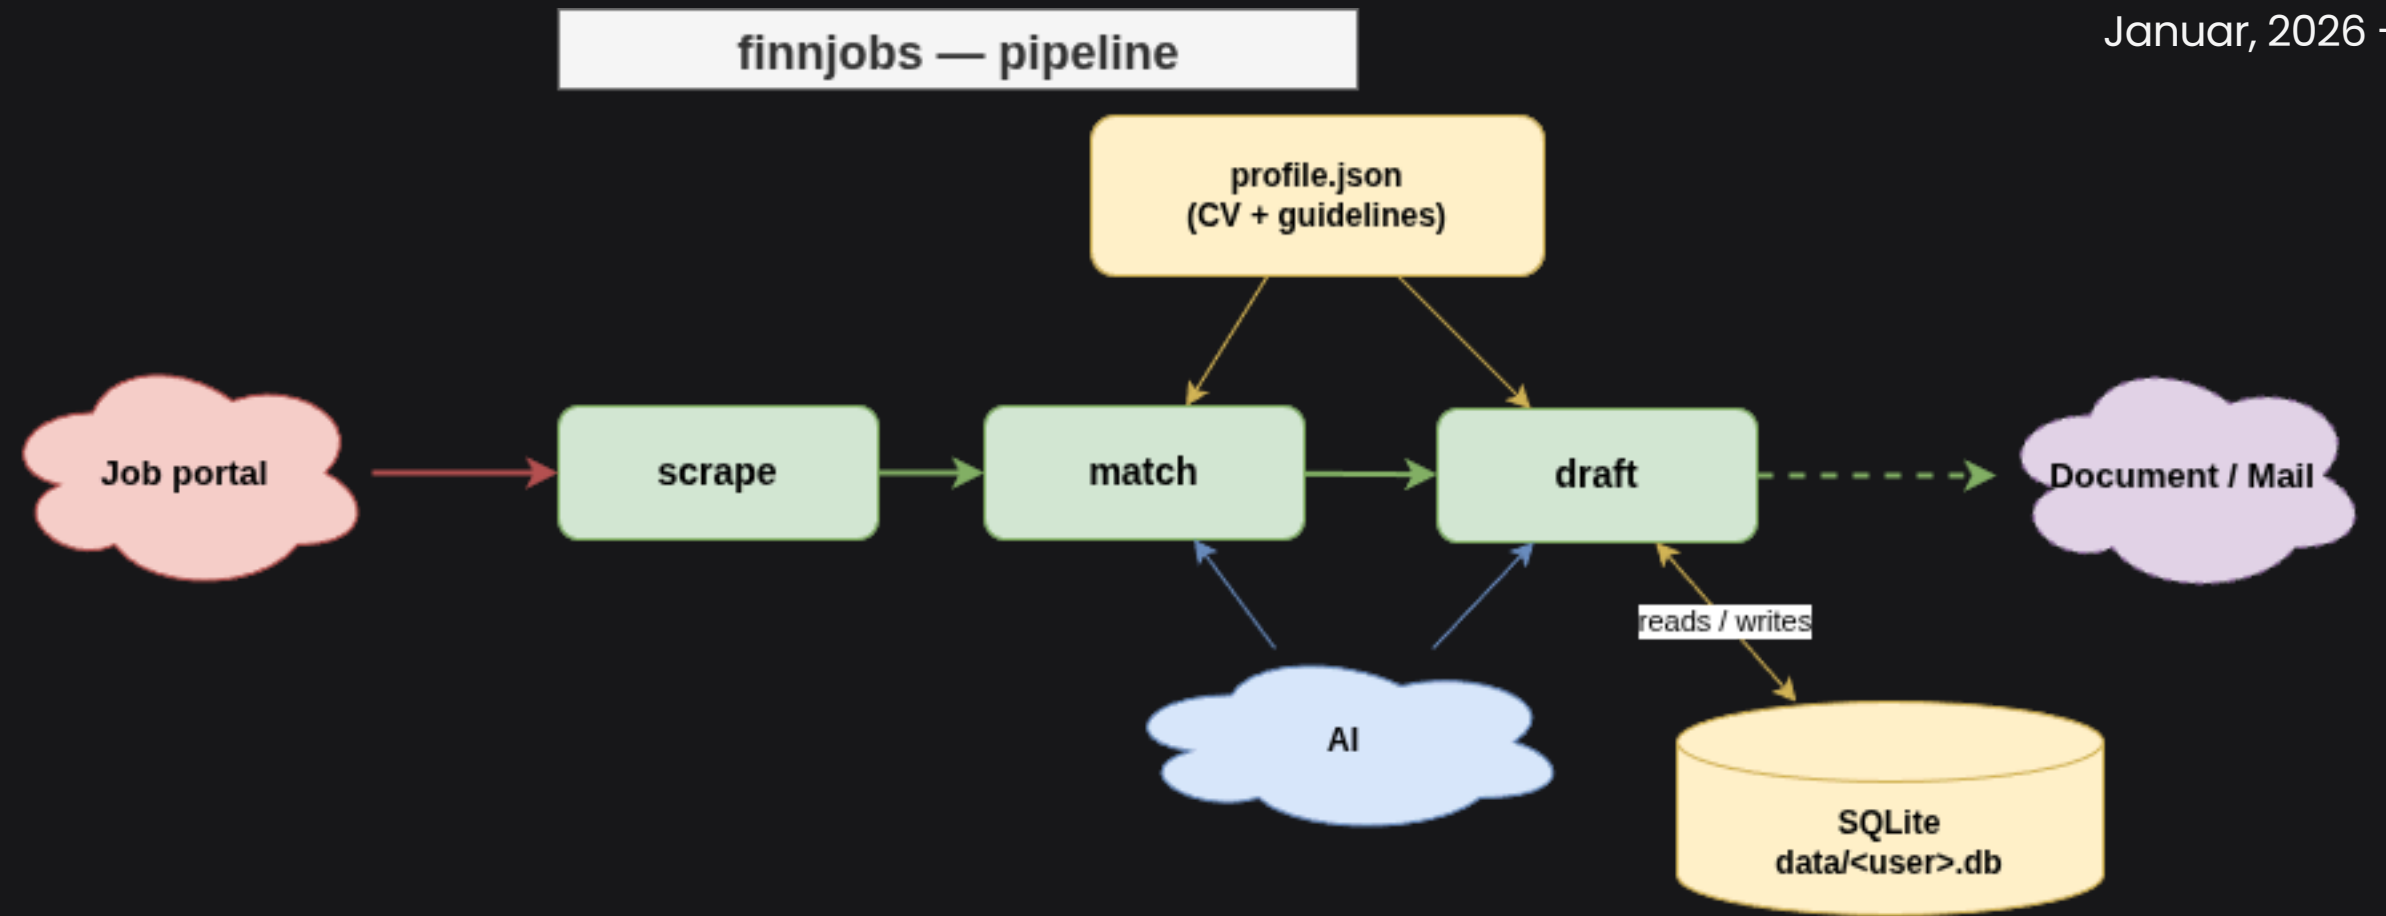 finnjobs — pipeline
Januar, 2026 -
profile.json
(CV + guidelines)
Job portal
scrape
match
draft
Document / Mail
reads / writes
AI
SQLite
data/<user>.db